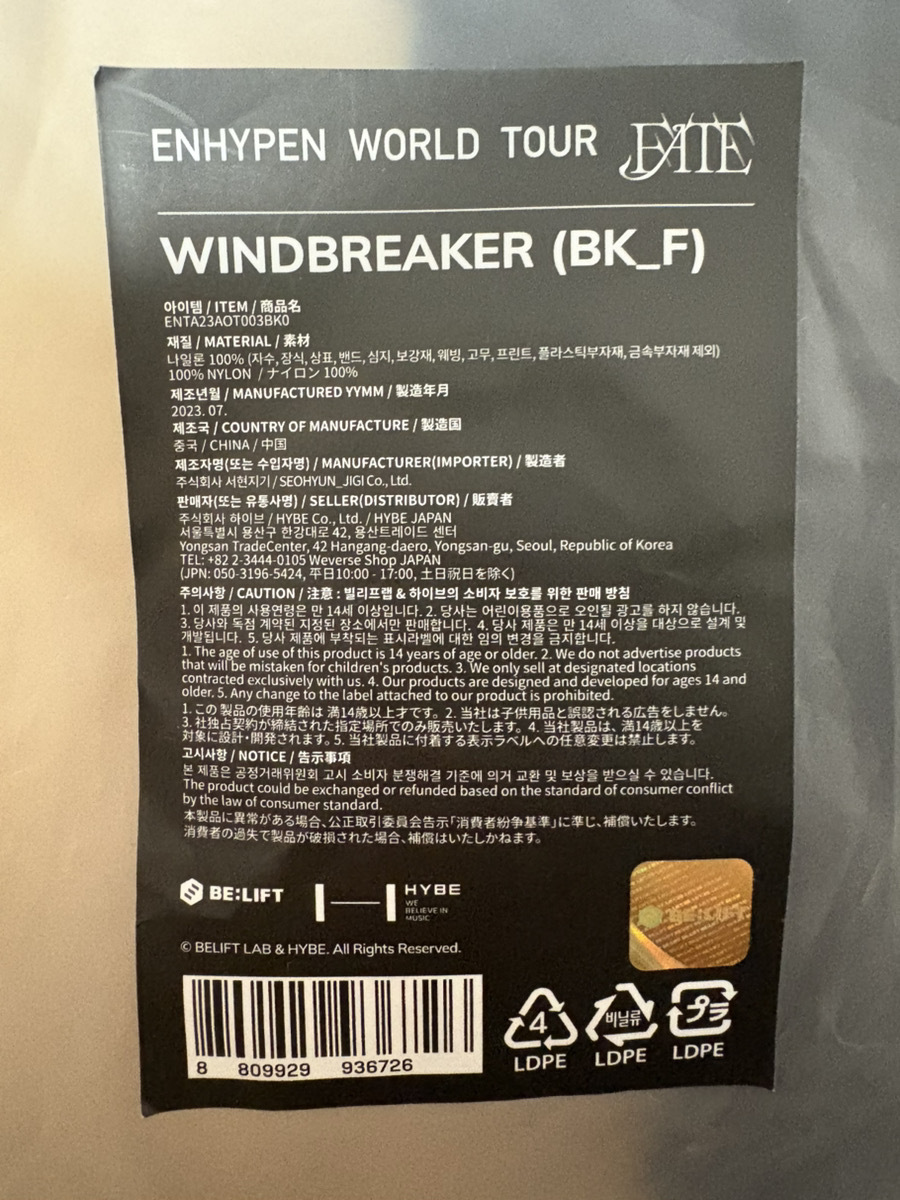 ENHYPEN WORLD TOUR FATE
WINDBREAKER (BK_F)
아이템 / ITEM / 商品名
ENTA23AOT003BK0
재질 / MATERIAL / 素材
나일론 100% (자수, 장식, 상표, 밴드, 심지, 보강재, 웨빙, 고무, 프린트, 플라스틱부자재, 금속부자재 제외)
100% NYLON / ナイロン 100%
제조년월 / MANUFACTURED YYMM / 製造年月
2023. 07.
제조국 / COUNTRY OF MANUFACTURE / 製造国
중국 / CHINA / 中国
제조자명(또는 수입자명) / MANUFACTURER(IMPORTER) / 製造者
주식회사 서현지기 / SEOHYUN_JIGI Co., Ltd.
판매자(또는 유통사명) / SELLER(DISTRIBUTOR) / 販賣者
주식회사 하이브 / HYBE Co., Ltd. / HYBE JAPAN
서울특별시 용산구 한강대로 42, 용산트레이드 센터
Yongsan TradeCenter, 42 Hangang-daero, Yongsan-gu, Seoul, Republic of Korea
TEL: +82 2-3444-0105 Weverse Shop JAPAN
(JPN: 050-3196-5424, 平日10:00 - 17:00, 土日祝日を除く)
주의사항 / CAUTION / 注意 : 빌리프랩 & 하이브의 소비자 보호를 위한 판매 방침
1. 이 제품의 사용연령은 만 14세 이상입니다. 2. 당사는 어린이용품으로 오인될 광고를 하지 않습니다.
3. 당사와 독점 계약된 지정된 장소에서만 판매합니다. 4. 당사 제품은 만 14세 이상을 대상으로 설계 및
개발됩니다. 5. 당사 제품에 부착되는 표시라벨에 대한 임의 변경을 금지합니다.
1. The age of use of this product is 14 years of age or older. 2. We do not advertise products
that will be mistaken for children's products. 3. We only sell at designated locations
contracted exclusively with us. 4. Our products are designed and developed for ages 14 and
older. 5. Any change to the label attached to our product is prohibited.
1. この 製品の使用年齢は 満14歳以上才です。2. 当社は子供用品と誤認される広告をしません。
3. 社独占契約が締結された指定場所でのみ販売いたします。4. 当社製品は、満14歳以上を
対象に設計・開発されます。5. 当社製品に付着する表示ラベルへの任意変更は禁止します。
고시사항 / NOTICE / 告示事項
본 제품은 공정거래위원회 고시 소비자 분쟁해결 기준에 의거 교환 및 보상을 받으실 수 있습니다.
The product could be exchanged or refunded based on the standard of consumer conflict
by the law of consumer standard.
本製品に異常がある場合、公正取引委員会告示「消費者紛争基準」に準じ、補償いたします。
消費者の過失で製品が破損された場合、補償はいたしかねます。
BE:LIFT HYBE
WE
BELIEVE IN
MUSIC
© BELIFT LAB & HYBE. All Rights Reserved.
8 809929 936726
4 비닐류 プラ
LDPE LDPE LDPE